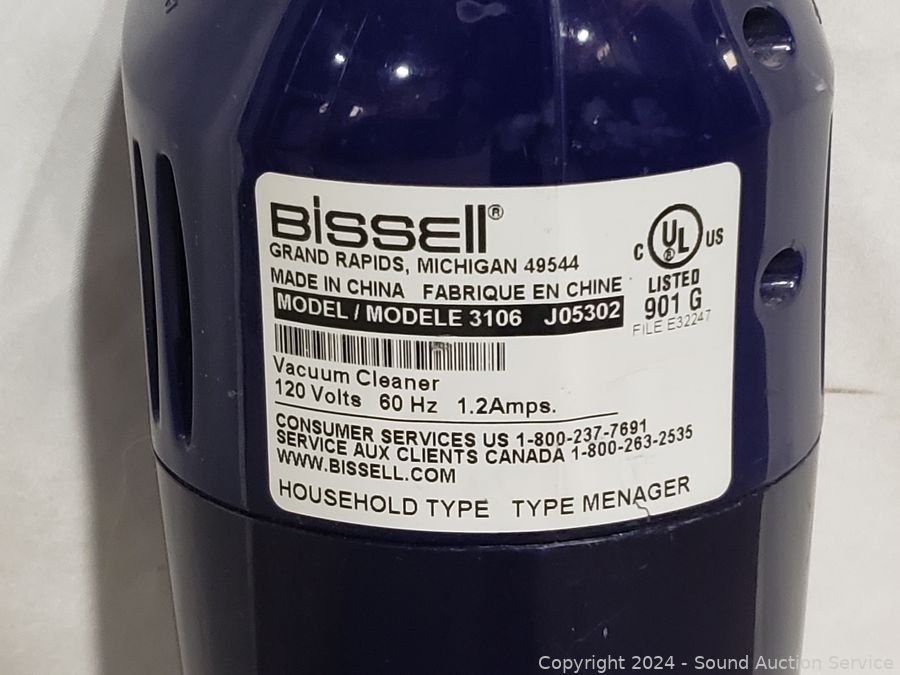 Bissell®
GRAND RAPIDS, MICHIGAN 49544
MADE IN CHINA FABRIQUE EN CHINE
MODEL / MODELE 3106 J05302
C UL® US
LISTED
901 G
FILE E32247
Vacuum Cleaner
120 Volts 60 Hz 1.2Amps.
CONSUMER SERVICES US 1-800-237-7691
SERVICE AUX CLIENTS CANADA 1-800-263-2535
WWW.BISSELL.COM
HOUSEHOLD TYPE TYPE MENAGER
Copyright 2024 - Sound Auction Service